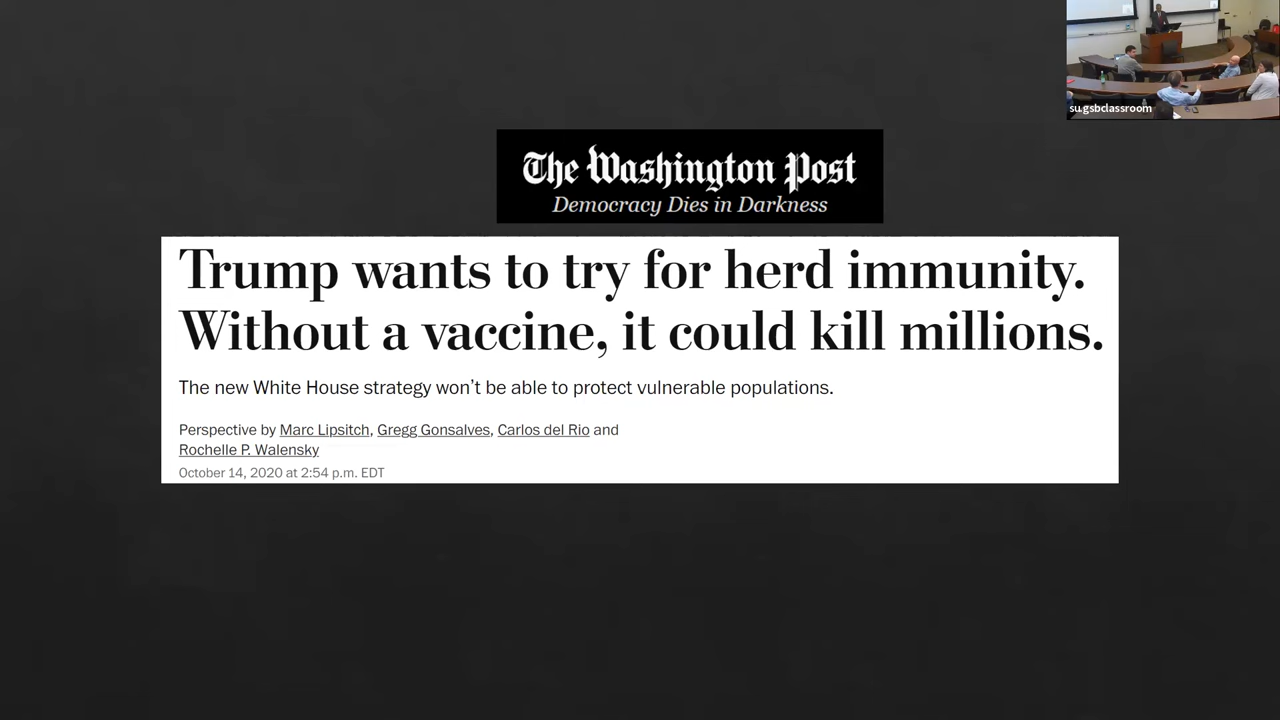 su.gsbclassroom
The Washington Post
Democracy Dies in Darkness
Trump wants to try for herd immunity.
Without a vaccine, it could kill millions.
The new White House strategy won’t be able to protect vulnerable populations.
Perspective by Marc Lipsitch, Gregg Gonsalves, Carlos del Rio and
Rochelle P. Walensky
October 14, 2020 at 2:54 p.m. EDT